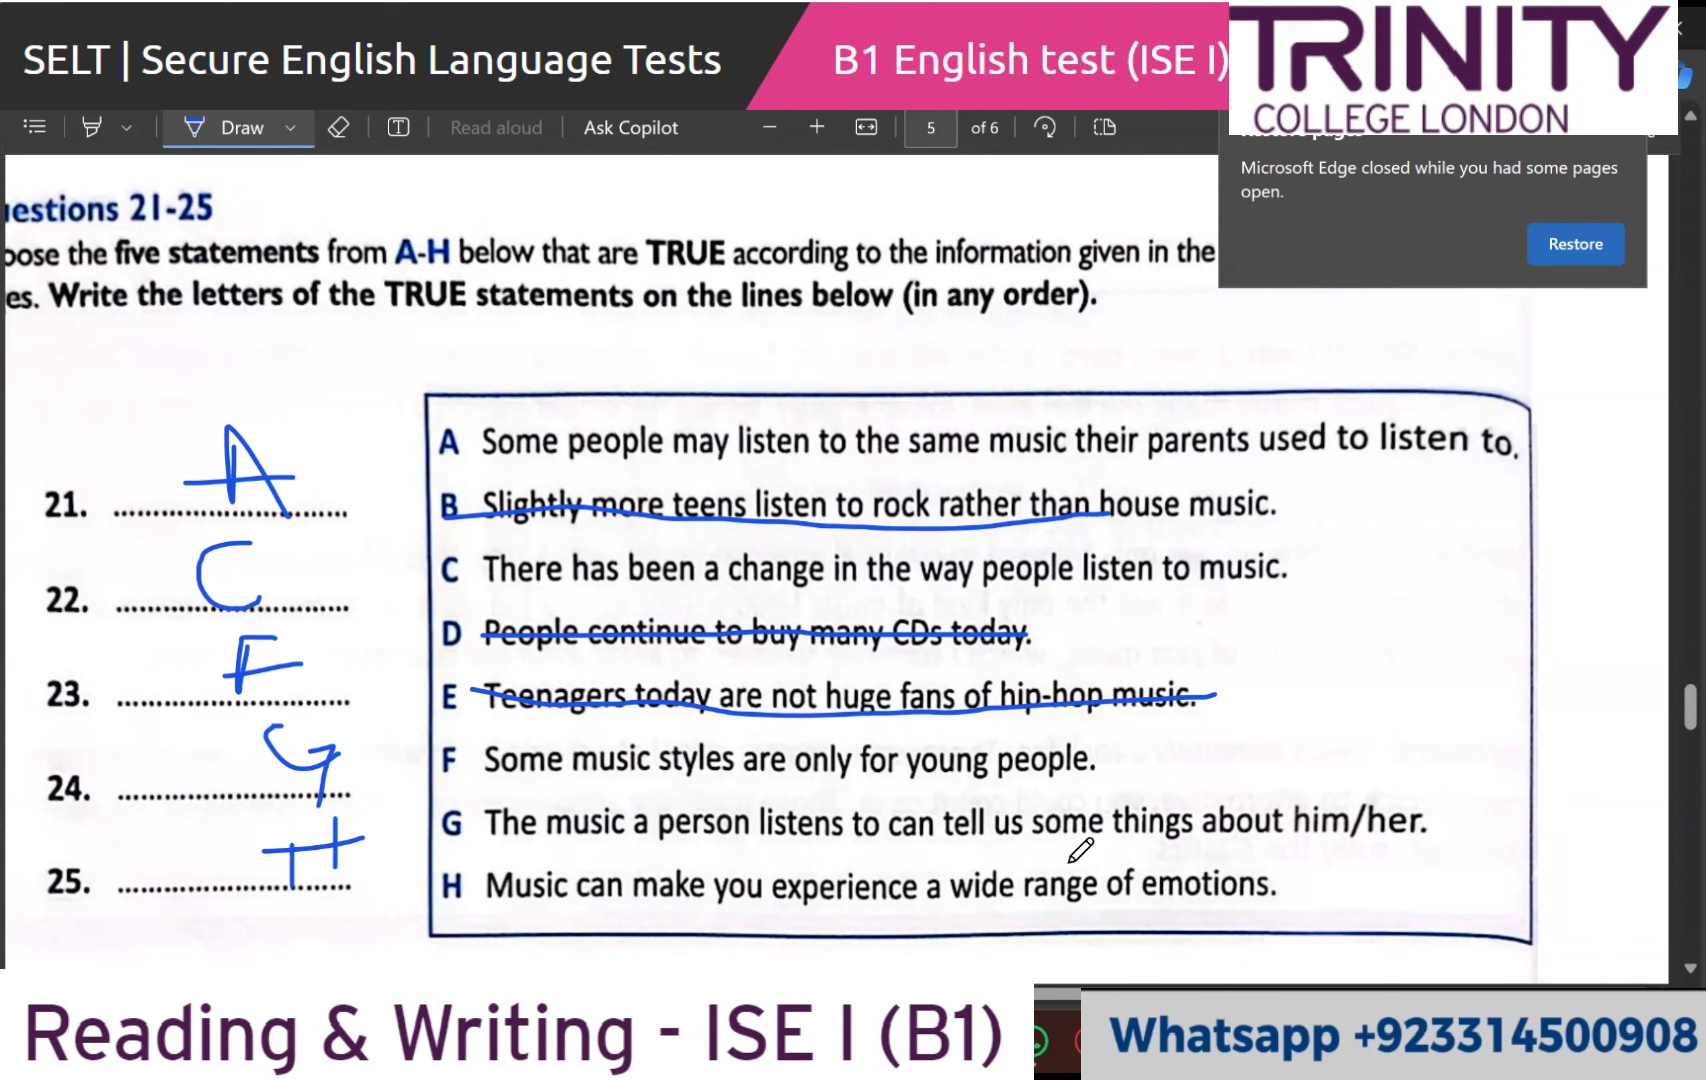 SELT | Secure English Language Tests
B1 English test (ISE I)
TRINITY
COLLEGE LONDON
Draw
Read aloud
Ask Copilot
5
of 6
Microsoft Edge closed while you had some pages
open.
Restore
estions 21-25
oose the five statements from A-H below that are TRUE according to the information given in the
es. Write the letters of the TRUE statements on the lines below (in any order).
21. A
22. C
23. F
24. G
25. H
A Some people may listen to the same music their parents used to listen to.
B Slightly more teens listen to rock rather than house music.
C There has been a change in the way people listen to music.
D People continue to buy many CDs today.
E Teenagers today are not huge fans of hip-hop music.
F Some music styles are only for young people.
G The music a person listens to can tell us some things about him/her.
H Music can make you experience a wide range of emotions.
Reading & Writing - ISE I (B1)
Whatsapp +923314500908